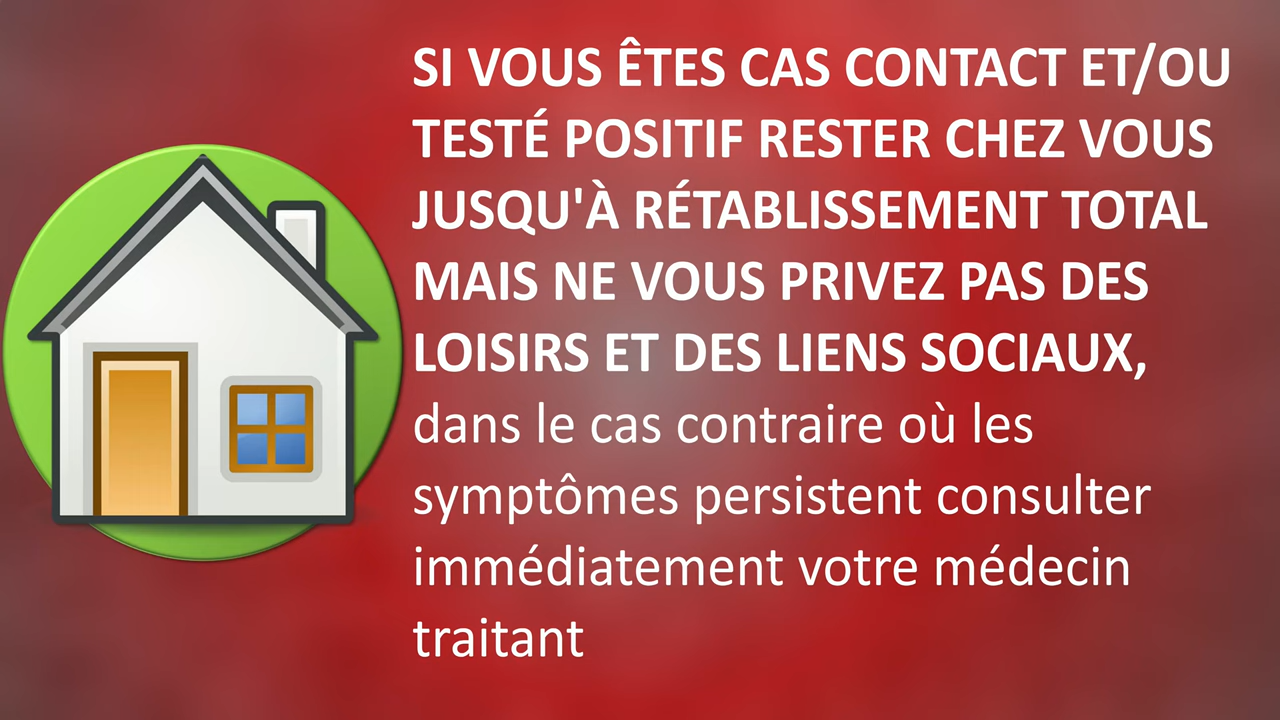 SI VOUS ÊTES CAS CONTACT ET/OU
TESTÉ POSITIF RESTER CHEZ VOUS
JUSQU'À RÉTABLISSEMENT TOTAL
MAIS NE VOUS PRIVEZ PAS DES
LOISIRS ET DES LIENS SOCIAUX,
dans le cas contraire où les
symptômes persistent consulter
immédiatement votre médecin
traitant